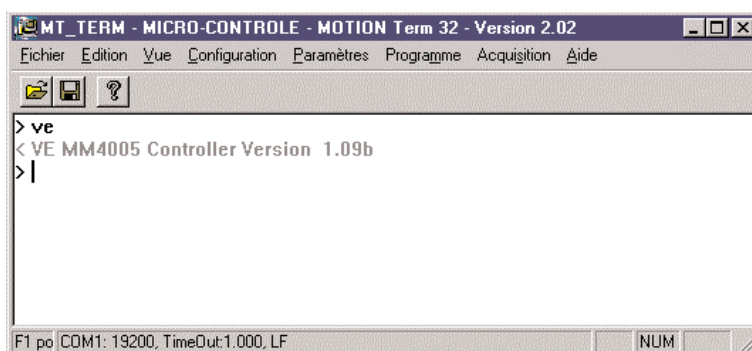 MT_TERM - MICRO-CONTROLE - MOTION Term 32 - Version 2.02
Fichier Edition Vue Configuration Paramètres Programme Acquisition Aide
> ve
< VE MM4005 Controller Version 1.09b
>
F1 po COM1: 19200, TimeOut:1.000, LF NUM